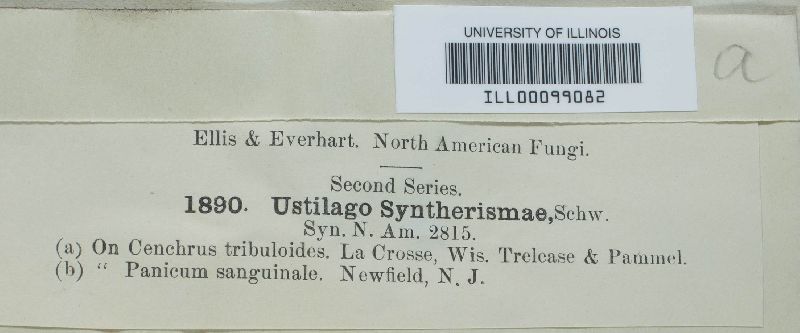 UNIVERSITY OF ILLINOIS
ILL00099082
a
Ellis & Everhart. North American Fungi.
Second Series.
1890. Ustilago Syntherismae, Schw.
Syn. N. Am. 2815.
(a) On Cenchrus tribuloides. La Crosse, Wis. Trelease & Pammel.
(b) “ Panicum sanguinale. Newfield, N. J.